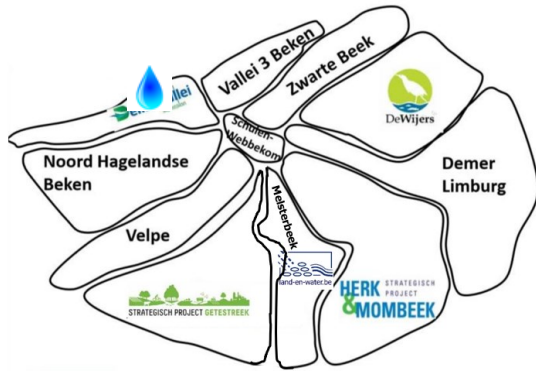 Vallei 3 Beken
Zwarte Beek
DeWijers
Schulen-
Webbekom
Noord Hagelandse
Beken
Demer
Limburg
Velpe
Melsterbeek
land-en-water.be
STRATEGISCH PROJECT GETESTREEK
HERK
& MOMBEEK
STRATEGISCH
PROJECT